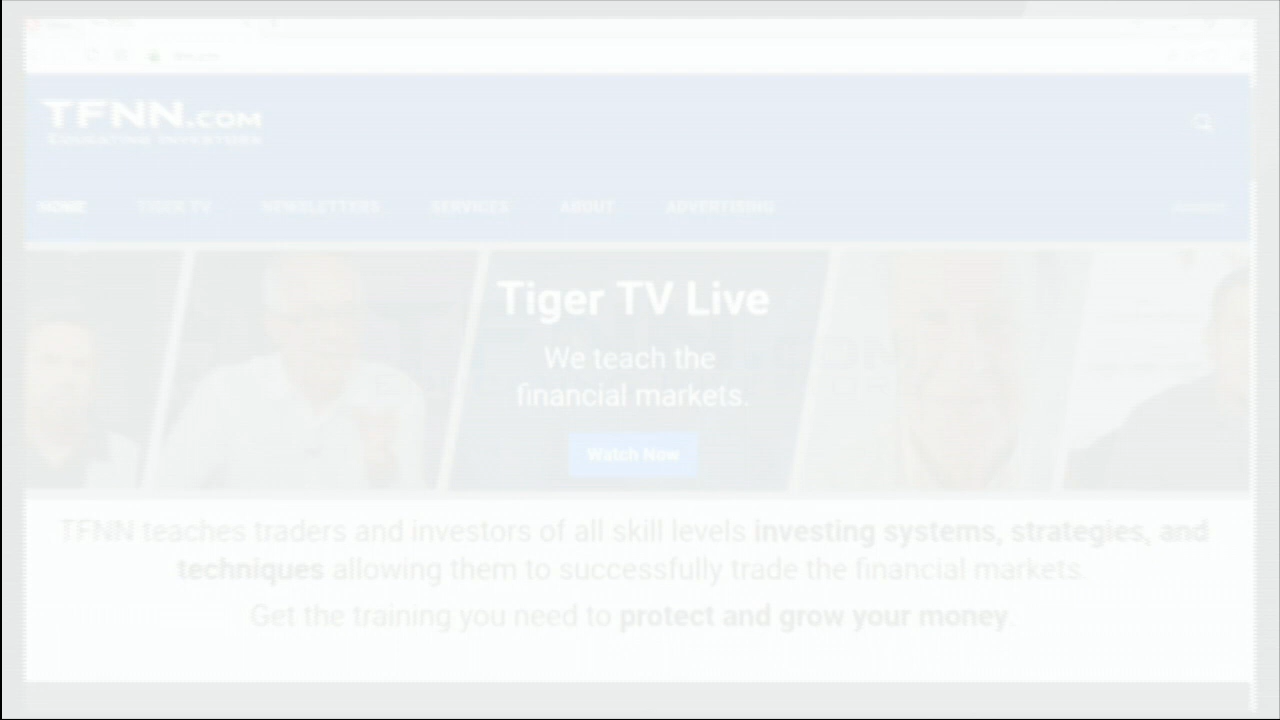 TFNN.COM
EDUCATING INVESTORS
HOME TIGER TV NEWSLETTERS SERVICES ABOUT ADVERTISING
Tiger TV Live
We teach the
financial markets.
Watch Now
TFNN teaches traders and investors of all skill levels investing systems, strategies, and
techniques allowing them to successfully trade the financial markets.
Get the training you need to protect and grow your money.